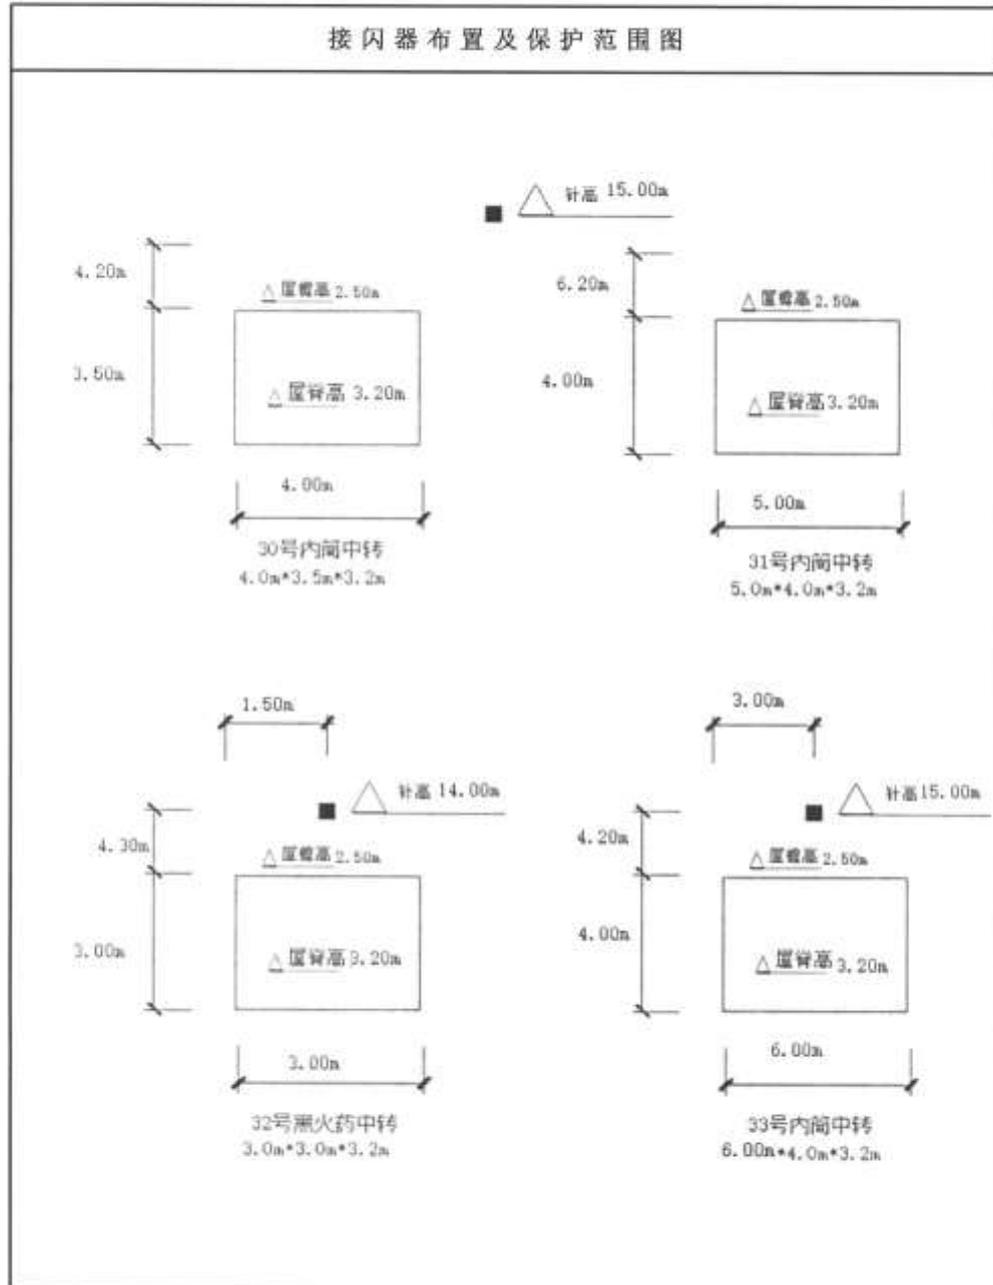 接闪器布置及保护范围图
针高 15.00m
4.20m
屋檐高 2.50m
6.20m
屋檐高 2.50m
3.50m
屋脊高 3.20m
4.00m
屋脊高 3.20m
4.00m
5.00m
30号内筒中转
4.0m*3.5m*3.2m
31号内筒中转
5.0m*4.0m*3.2m
1.50m
3.00m
针高 14.00m
针高 15.00m
4.30m
屋檐高 2.50m
4.20m
屋檐高 2.50m
3.00m
屋脊高 3.20m
4.00m
屋脊高 3.20m
3.00m
6.00m
32号黑火药中转
3.0m*3.0m*3.2m
33号内筒中转
6.00m*4.0m*3.2m